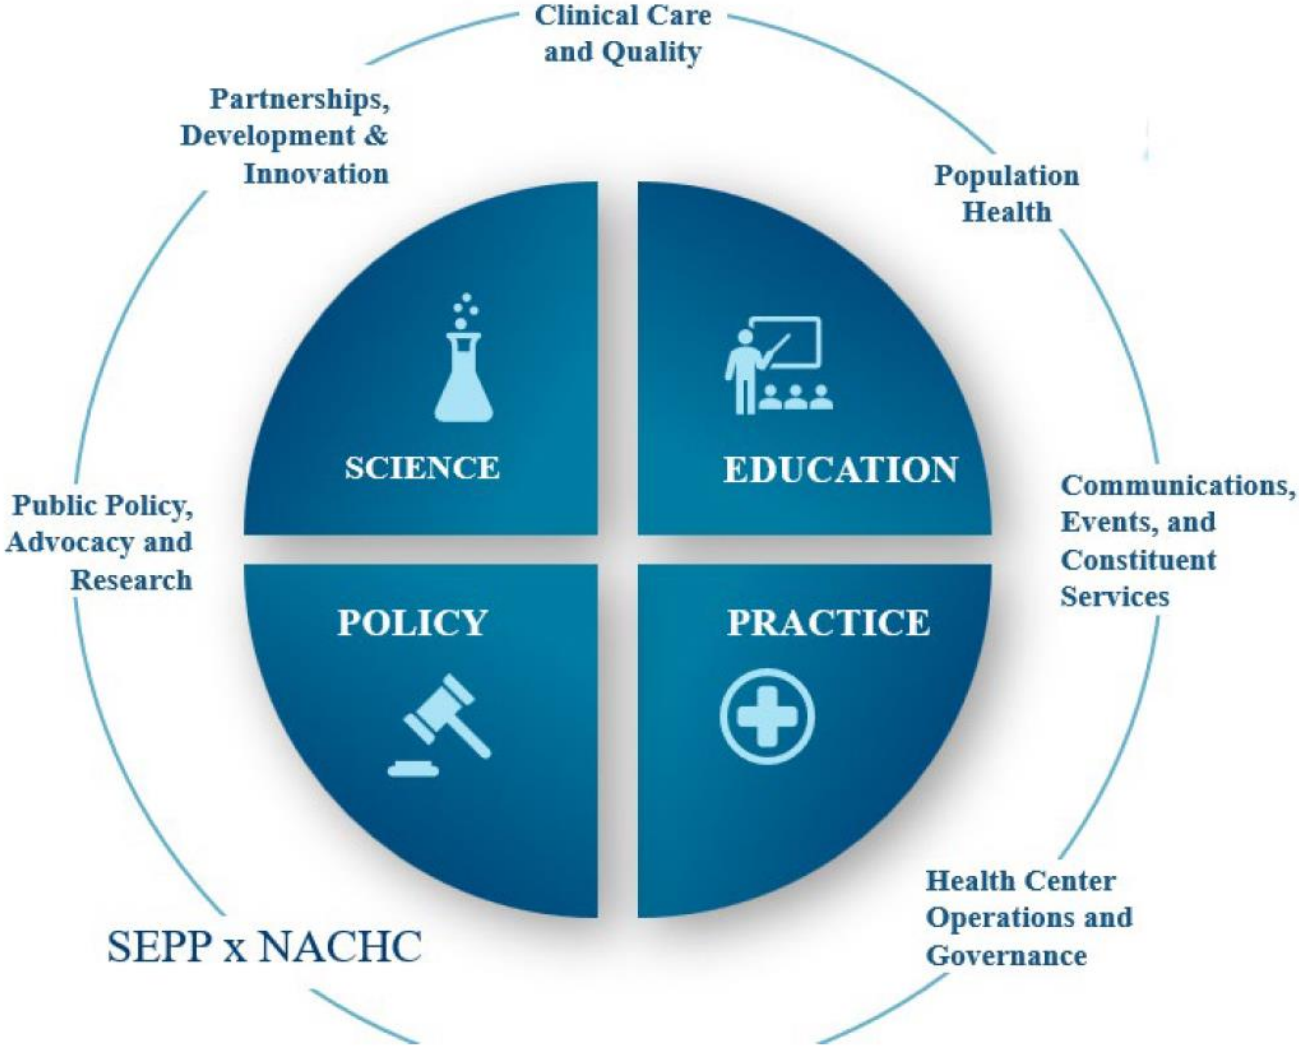 Clinical Care
and Quality
Partnerships,
Development &
Innovation
Population
Health
SCIENCE
EDUCATION
Public Policy,
Advocacy and
Research
Communications,
Events, and
Constituent
Services
POLICY
PRACTICE
Health Center
Operations and
Governance
SEPP x NACHC